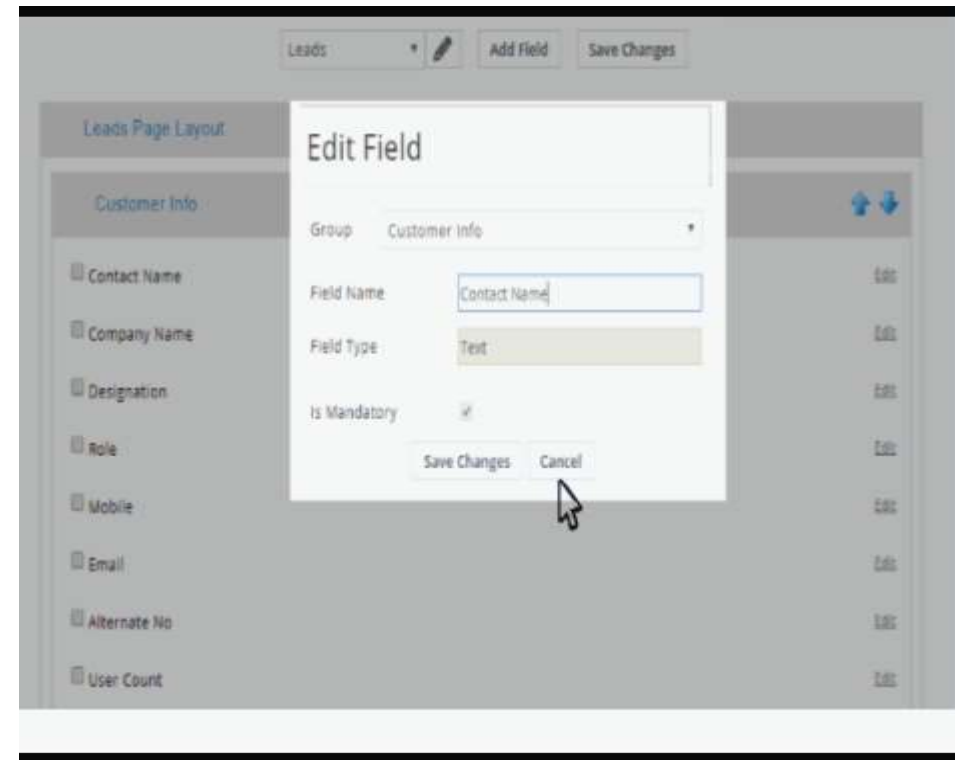 Leads
Add Field
Save Changes
Leads Page Layout
Edit Field
Customer Info
Group
Customer Info
Contact Name
Edit
Field Name
Contact Name
Company Name
Edit
Field Type
Text
Designation
Edit
Is Mandatory
Role
Edit
Save Changes
Cancel
Mobile
Edit
Email
Edit
Alternate No
Edit
User Count
Edit